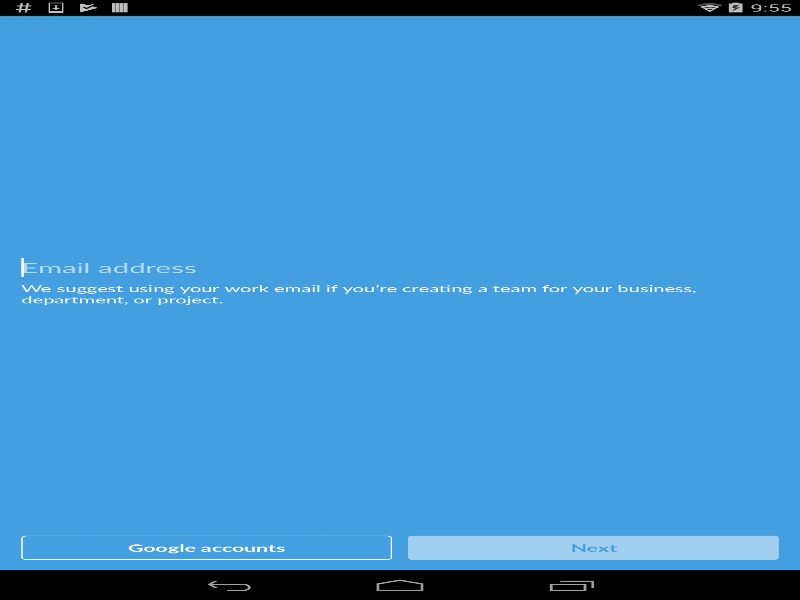 # 9:55
Email address
We suggest using your work email if you're creating a team for your business,
department, or project.
Google accounts Next